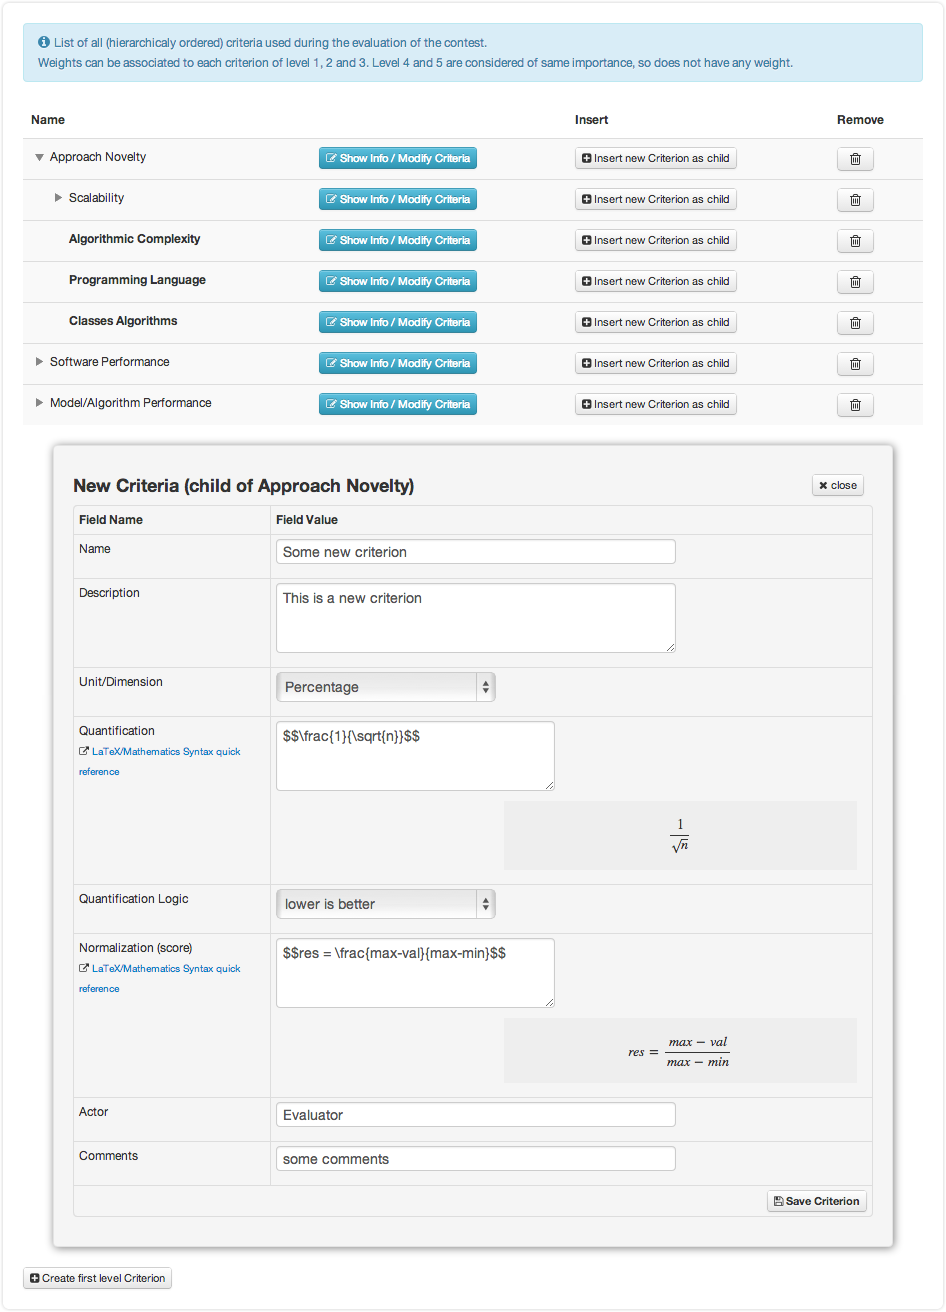 List of all (hierarchicaly ordered) criteria used during the evaluation of the contest.
Weights can be associated to each criterion of level 1, 2 and 3. Level 4 and 5 are considered of same importance, so does not have any weight.
Name Insert Remove
Approach Novelty Show Info / Modify Criteria Insert new Criterion as child
Scalability Show Info / Modify Criteria Insert new Criterion as child
Algorithmic Complexity Show Info / Modify Criteria Insert new Criterion as child
Programming Language Show Info / Modify Criteria Insert new Criterion as child
Classes Algorithms Show Info / Modify Criteria Insert new Criterion as child
Software Performance Show Info / Modify Criteria Insert new Criterion as child
Model/Algorithm Performance Show Info / Modify Criteria Insert new Criterion as child
New Criteria (child of Approach Novelty) close
Field Name Field Value
Name Some new criterion
Description This is a new criterion
Unit/Dimension Percentage
Quantification $$\frac{1}{\sqrt{n}}$$
LaTeX/Mathematics Syntax quick
reference
1
√n
Quantification Logic lower is better
Normalization (score) $$res = \frac{max-val}{max-min}$$
LaTeX/Mathematics Syntax quick
reference
max − val
res =
max − min
Actor Evaluator
Comments some comments
Save Criterion
Create first level Criterion